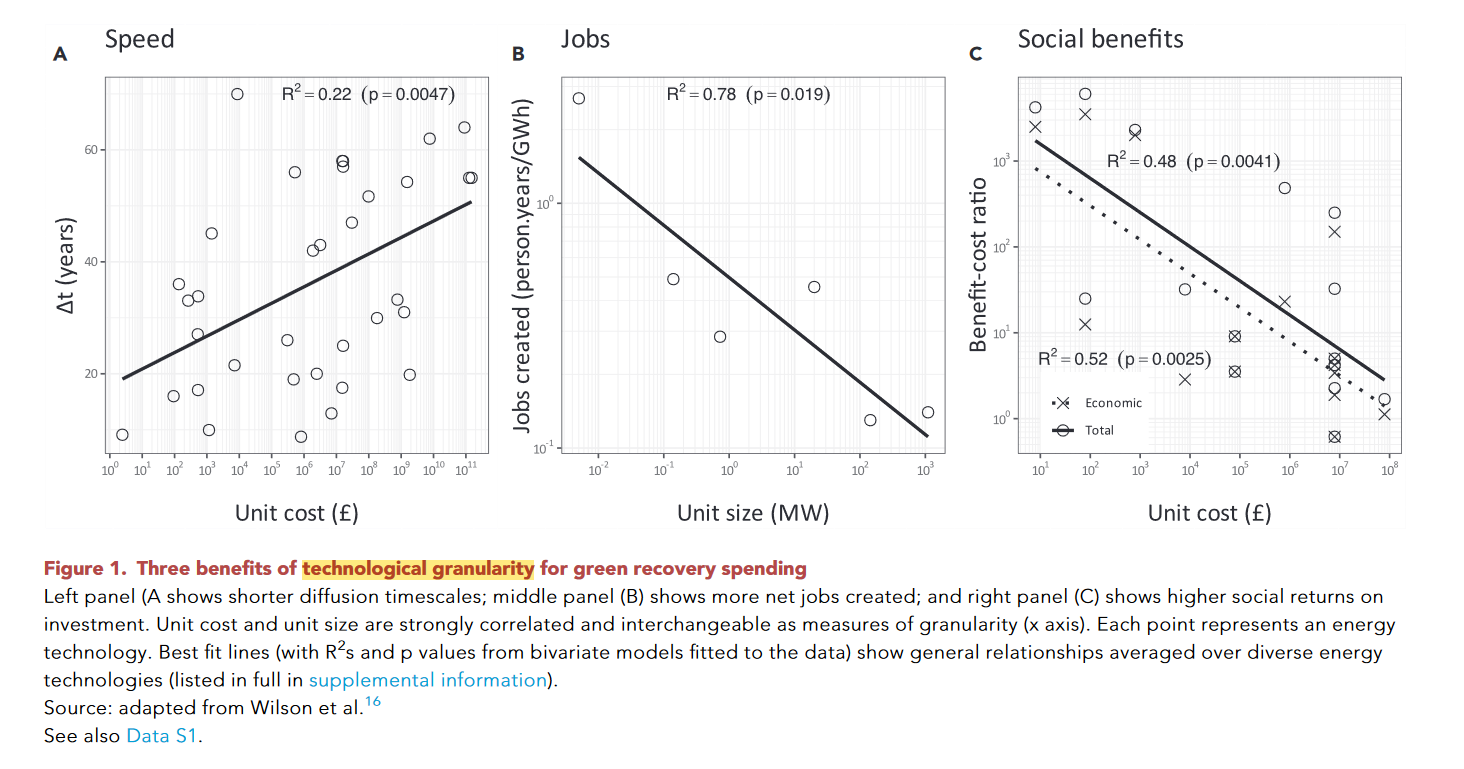 A
Speed
R² = 0.22 (p = 0.0047)
Δt (years)
60
40
20
10⁰ 10¹ 10² 10³ 10⁴ 10⁵ 10⁶ 10⁷ 10⁸ 10⁹ 10¹⁰ 10¹¹
Unit cost (£)
B
Jobs
R² = 0.78 (p = 0.019)
Jobs created (person.years/GWh)
10⁰
10⁻¹
10⁻² 10⁻¹ 10⁰ 10¹ 10² 10³
Unit size (MW)
C
Social benefits
R² = 0.48 (p = 0.0041)
Benefit-cost ratio
10³
10²
10¹
10⁰
R² = 0.52 (p = 0.0025)
Economic
Total
10¹ 10² 10³ 10⁴ 10⁵ 10⁶ 10⁷ 10⁸
Unit cost (£)
Figure 1. Three benefits of technological granularity for green recovery spending
Left panel (A shows shorter diffusion timescales; middle panel (B) shows more net jobs created; and right panel (C) shows higher social returns on
investment. Unit cost and unit size are strongly correlated and interchangeable as measures of granularity (x axis). Each point represents an energy
technology. Best fit lines (with R²s and p values from bivariate models fitted to the data) show general relationships averaged over diverse energy
technologies (listed in full in supplemental information).
Source: adapted from Wilson et al.¹⁶
See also Data S1.